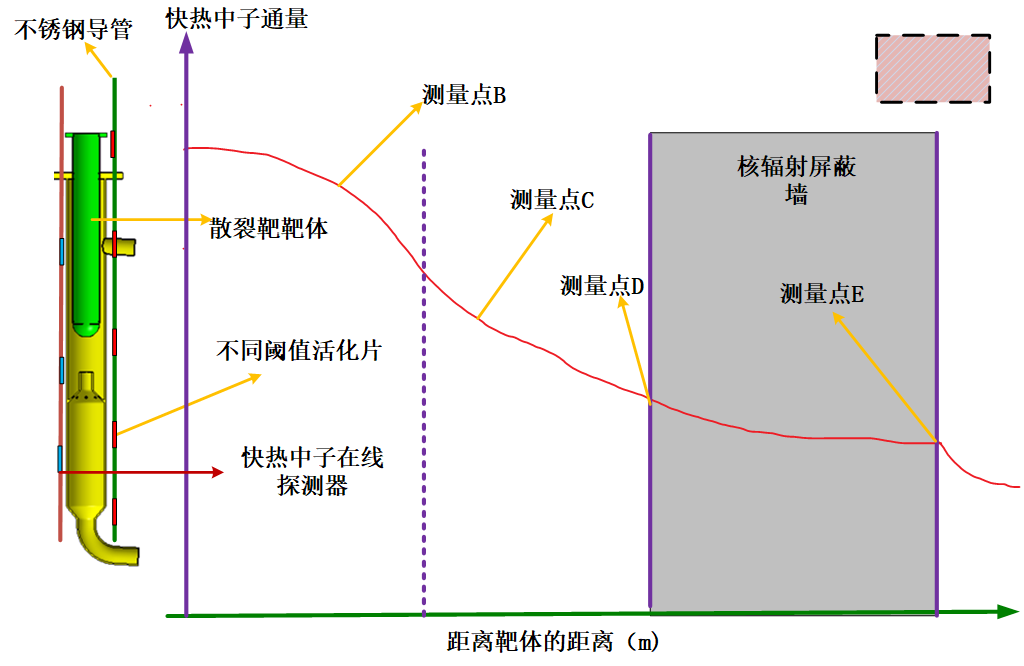 不锈钢导管
快热中子通量
测量点B
核辐射屏蔽
墙
测量点C
散裂靶靶体
测量点D
测量点E
不同阈值活化片
快热中子在线
探测器
距离靶体的距离（m)